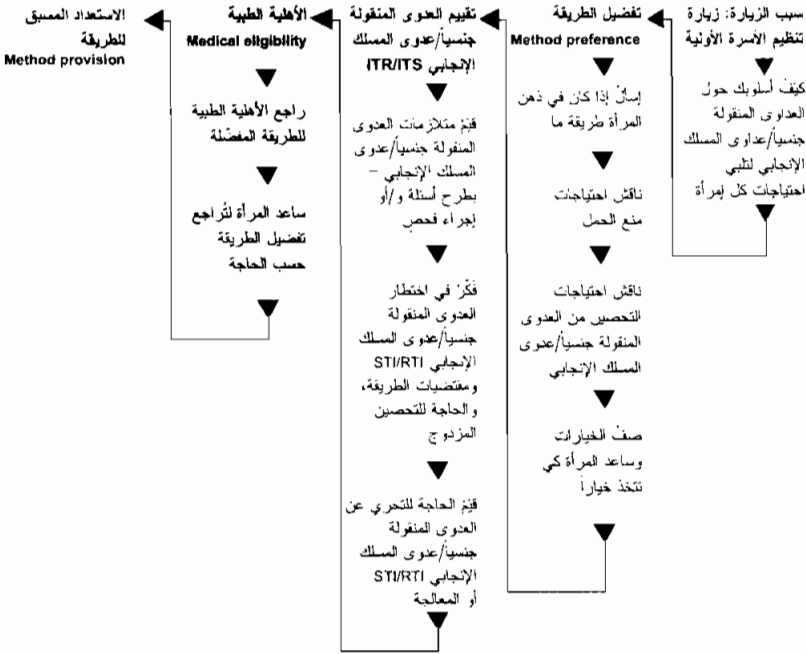 سبب الزيارة: زيارة
تنظيم الأسرة الأولية
كيّف أسلوبك حول
العداوى المنقولة
جنسياً/عداوى المسلك
الإنجابي لتلبي
احتياجات كل إمرأة
تفضيل الطريقة
Method preference
إسأل إذا كان في ذهن
المرأة طريقة ما
ناقش احتياجات
منع الحمل
ناقش احتياجات
التحصين من العدوى
المنقولة جنسياً/عدوى
المسلك الإنجابي
صف الخيارات
وساعد المرأة كي
تتخذ خياراً
تقييم العدوى المنقولة
جنسياً/عدوى المسلك
الإنجابي ITR/ITS
قيّم متلازمات العدوى
المنقولة جنسياً/عدوى
المسلك الإنجابي –
بطرح أسئلة و/أو
إجراء فحص
فكّر في اختطار
العدوى المنقولة
جنسياً/عدوى المسلك
الإنجابي STI/RTI
ومقتضيات الطريقة،
والحاجة للتحصين
المزدوج
قيّم الحاجة للتحري عن
العدوى المنقولة
جنسياً/عدوى المسلك
الإنجابي STI/RTI
أو المعالجة
الأهلية الطبية
Medical eligibility
راجع الأهلية الطبية
للطريقة المفضّلة
ساعد المرأة لتُراجع
تفضيل الطريقة
حسب الحاجة
الاستعداد المسبق
للطريقة
Method provision